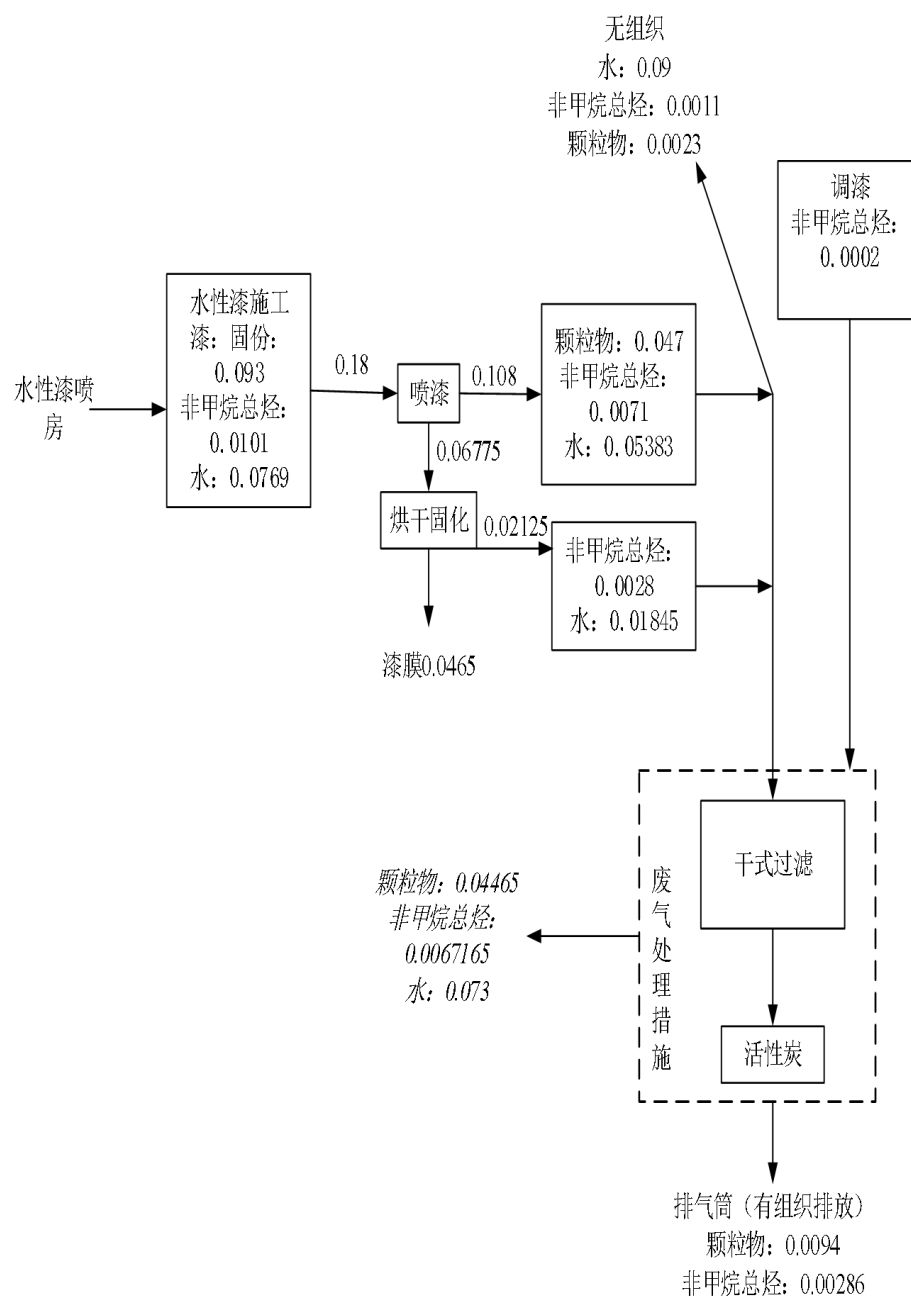 无组织
水：0.09
非甲烷总烃：0.0011
颗粒物：0.0023
调漆
非甲烷总烃：
0.0002
水性漆喷
房
水性漆施工
漆：固份：
0.093
非甲烷总烃：
0.0101
水：0.0769
0.18
喷漆
0.108
颗粒物：0.047
非甲烷总烃：
0.0071
水：0.05383
0.06775
烘干固化
0.02125
非甲烷总烃：
0.0028
水：0.01845
漆膜0.0465
干式过滤
废气处理措施
活性炭
颗粒物：0.04465
非甲烷总烃：
0.0067165
水：0.073
排气筒（有组织排放）
颗粒物：0.0094
非甲烷总烃：0.00286